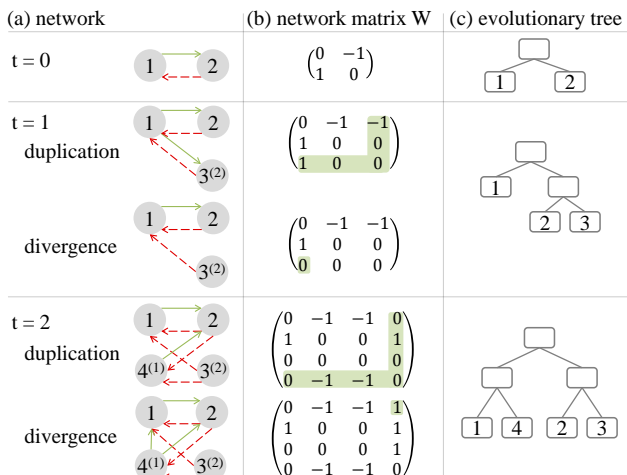 (a) network (b) network matrix W (c) evolutionary tree
t = 0
1 2
0 −1
1 0
1 2
t = 1
duplication
1 2
3(2)
0 −1 −1
1 0 0
1 0 0
1
2 3
divergence
1 2
3(2)
0 −1 −1
1 0 0
0 0 0
t = 2
duplication
1 2
4(1) 3(2)
0 −1 −1 0
1 0 0 1
0 0 0 0
0 −1 −1 0
1 4 2 3
divergence
1 2
4(1) 3(2)
0 −1 −1 1
1 0 0 1
0 0 0 0
0 −1 −1 0